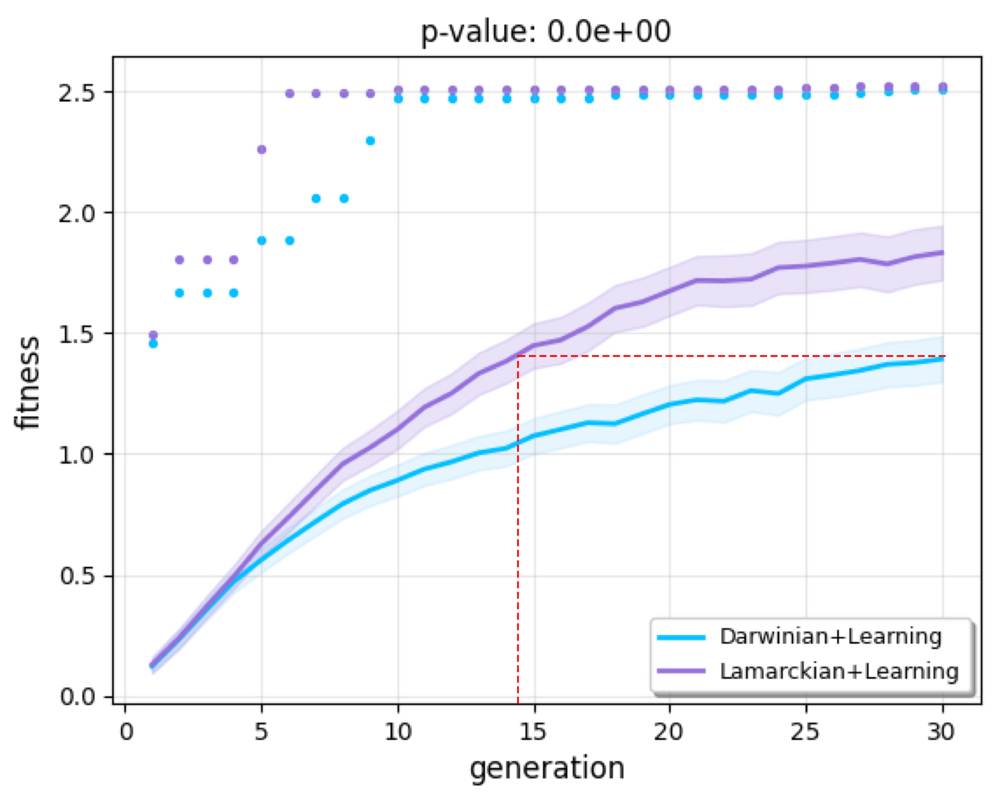 p-value: 0.0e+00
2.5
2.0
1.5
1.0
0.5
0.0
fitness
0 5 10 15 20 25 30
generation
Darwinian+Learning
Lamarckian+Learning